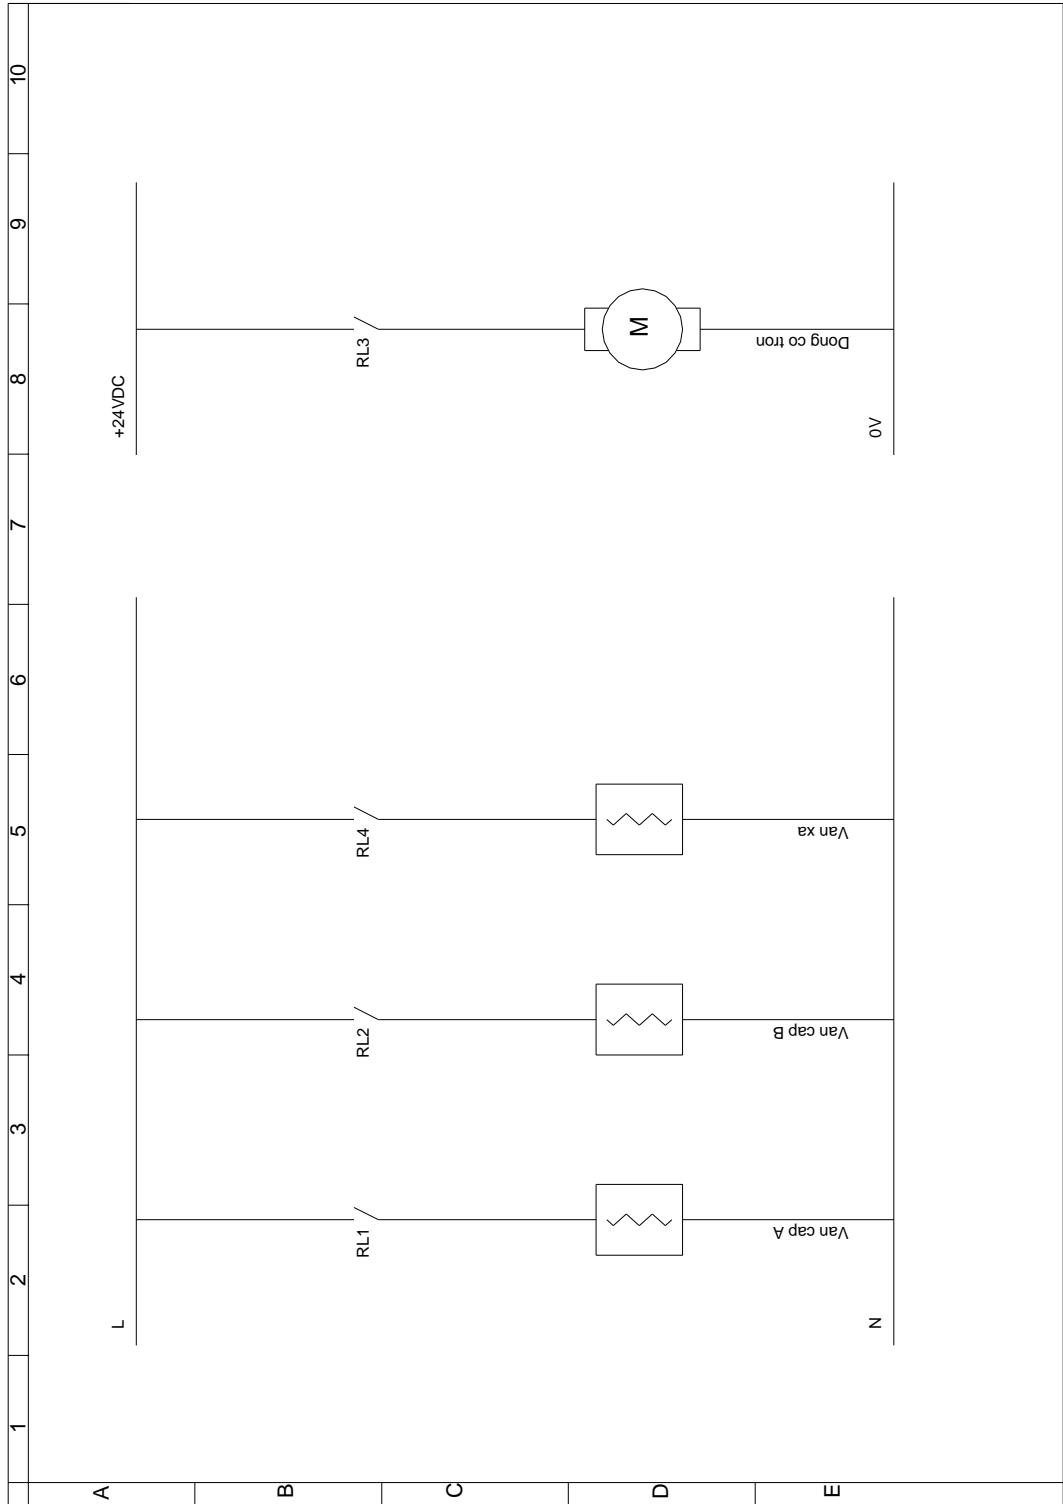 1
2
3
4
5
6
7
8
9
10
A
B
C
D
E
L
+24VDC
RL1
RL2
RL4
RL3
M
Van cap A
Van cap B
Van xa
Dong co tron
N
0V